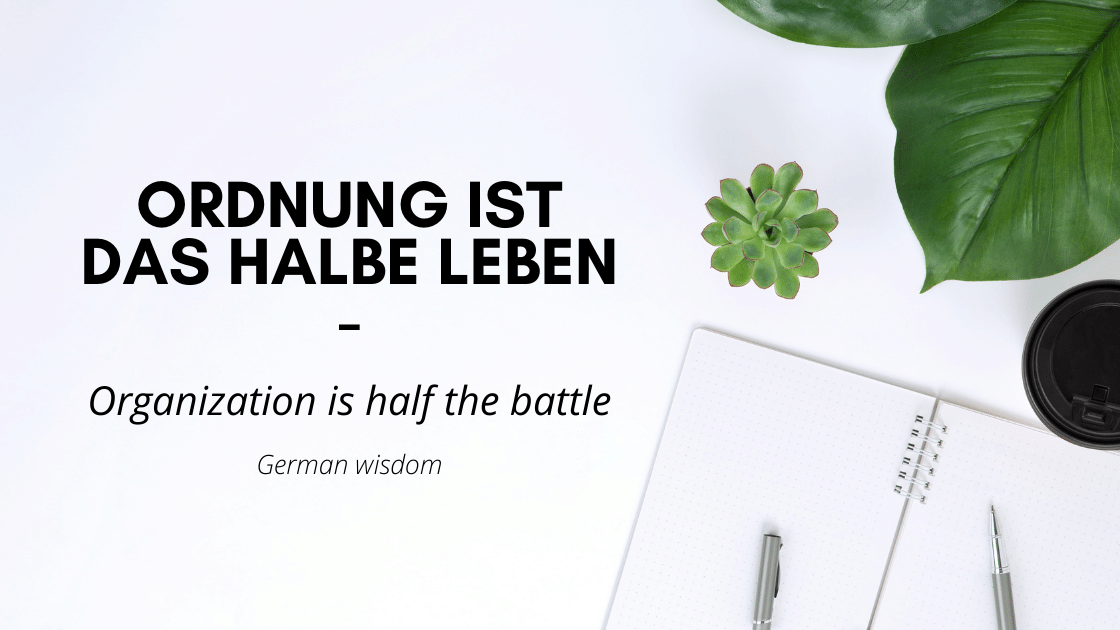 ORDNUNG IST
DAS HALBE LEBEN
–
Organization is half the battle
German wisdom